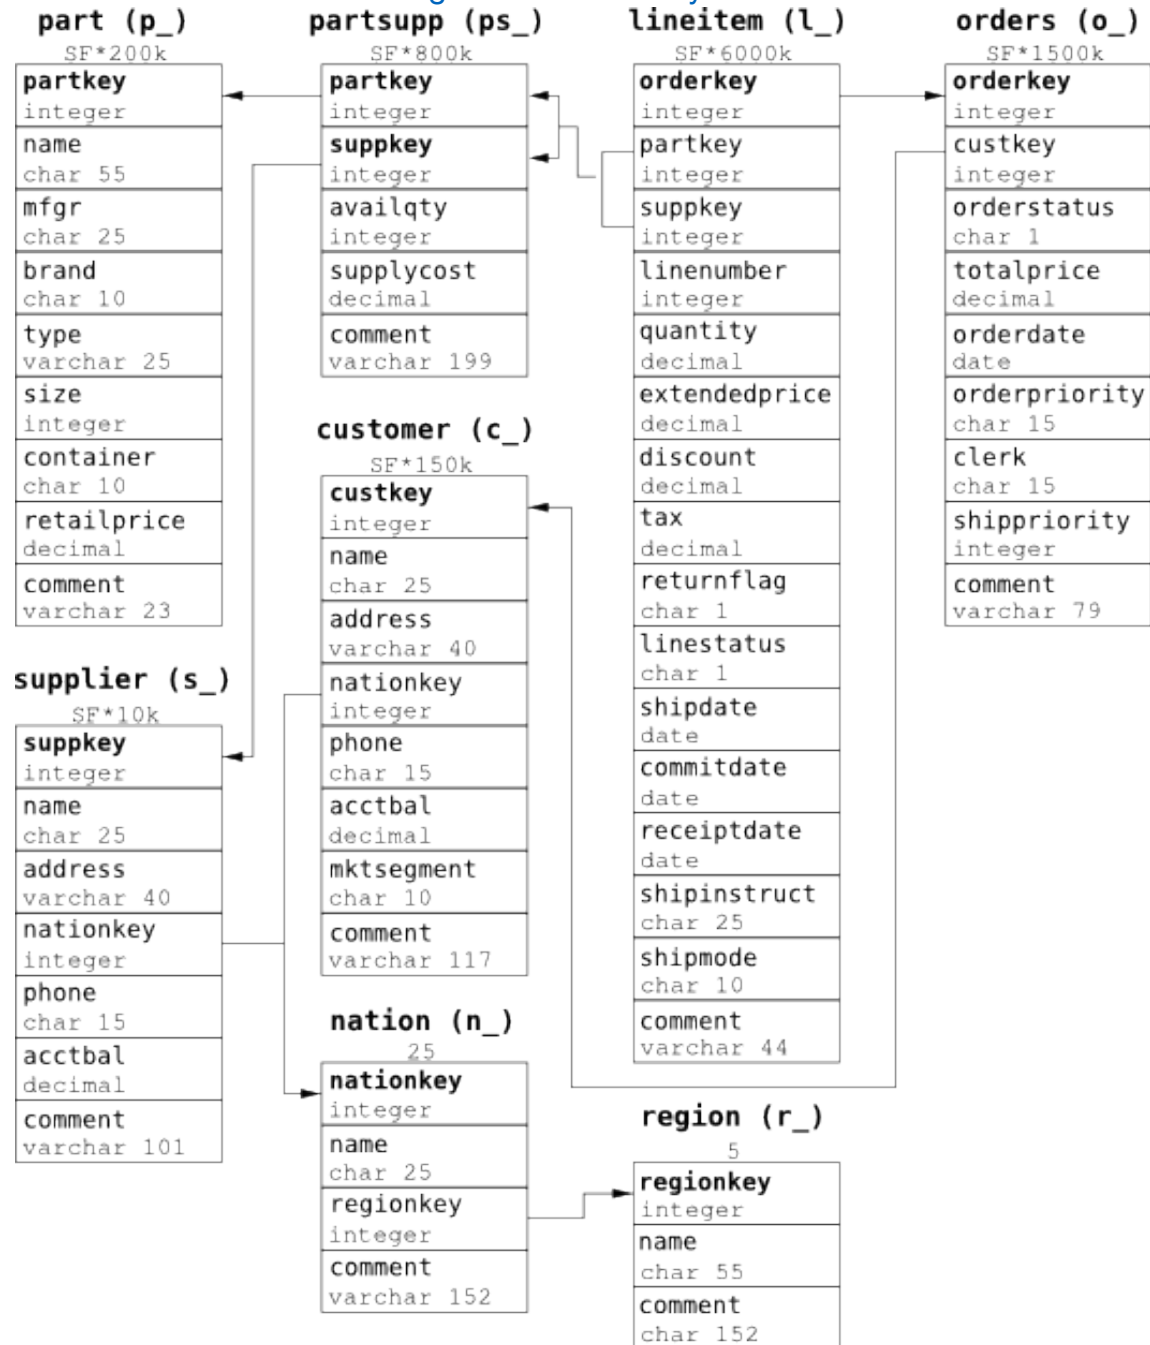 part (p_)
SF*200k
partkey
integer
name
char 55
mfgr
char 25
brand
char 10
type
varchar 25
size
integer
container
char 10
retailprice
decimal
comment
varchar 23
partsupp (ps_)
SF*800k
partkey
integer
suppkey
integer
availqty
integer
supplycost
decimal
comment
varchar 199
lineitem (l_)
SF*6000k
orderkey
integer
partkey
integer
suppkey
integer
linenumber
integer
quantity
decimal
extendedprice
decimal
discount
decimal
tax
decimal
returnflag
char 1
linestatus
char 1
shipdate
date
commitdate
date
receiptdate
date
shipinstruct
char 25
shipmode
char 10
comment
varchar 44
orders (o_)
SF*1500k
orderkey
integer
custkey
integer
orderstatus
char 1
totalprice
decimal
orderdate
date
orderpriority
char 15
clerk
char 15
shippriority
integer
comment
varchar 79
customer (c_)
SF*150k
custkey
integer
name
char 25
address
varchar 40
nationkey
integer
phone
char 15
acctbal
decimal
mktsegment
char 10
comment
varchar 117
supplier (s_)
SF*10k
suppkey
integer
name
char 25
address
varchar 40
nationkey
integer
phone
char 15
acctbal
decimal
comment
varchar 101
nation (n_)
25
nationkey
integer
name
char 25
regionkey
integer
comment
varchar 152
region (r_)
5
regionkey
integer
name
char 55
comment
char 152